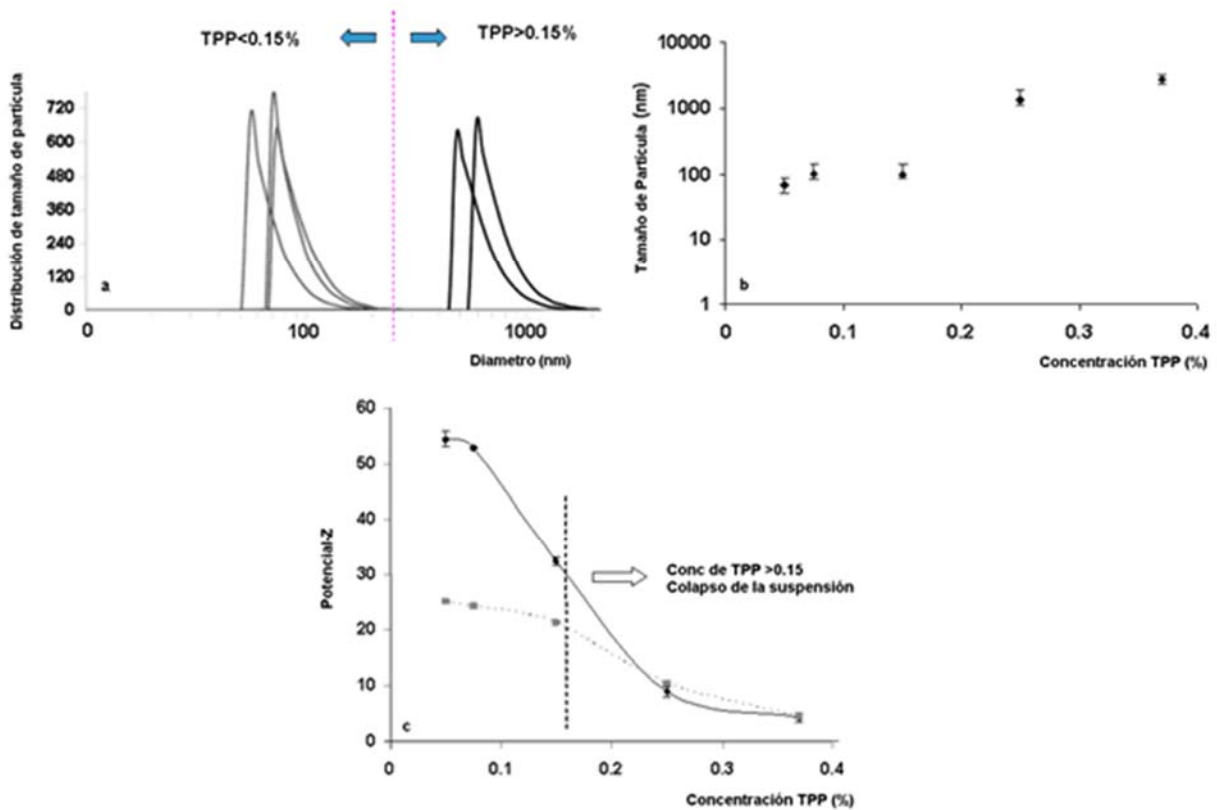 TPP<0.15%
TPP>0.15%
Distribución de tamaño de partícula
720
600
480
360
240
120
0
a
0
100
1000
Diametro (nm)
Tamaño de Partícula (nm)
10000
1000
100
10
1
b
0
0.1
0.2
0.3
0.4
Concentración TPP (%)
Potencial-Z
60
50
40
30
20
10
0
c
Conc de TPP >0.15
Colapso de la suspensión
0
0.1
0.2
0.3
0.4
Concentración TPP (%)